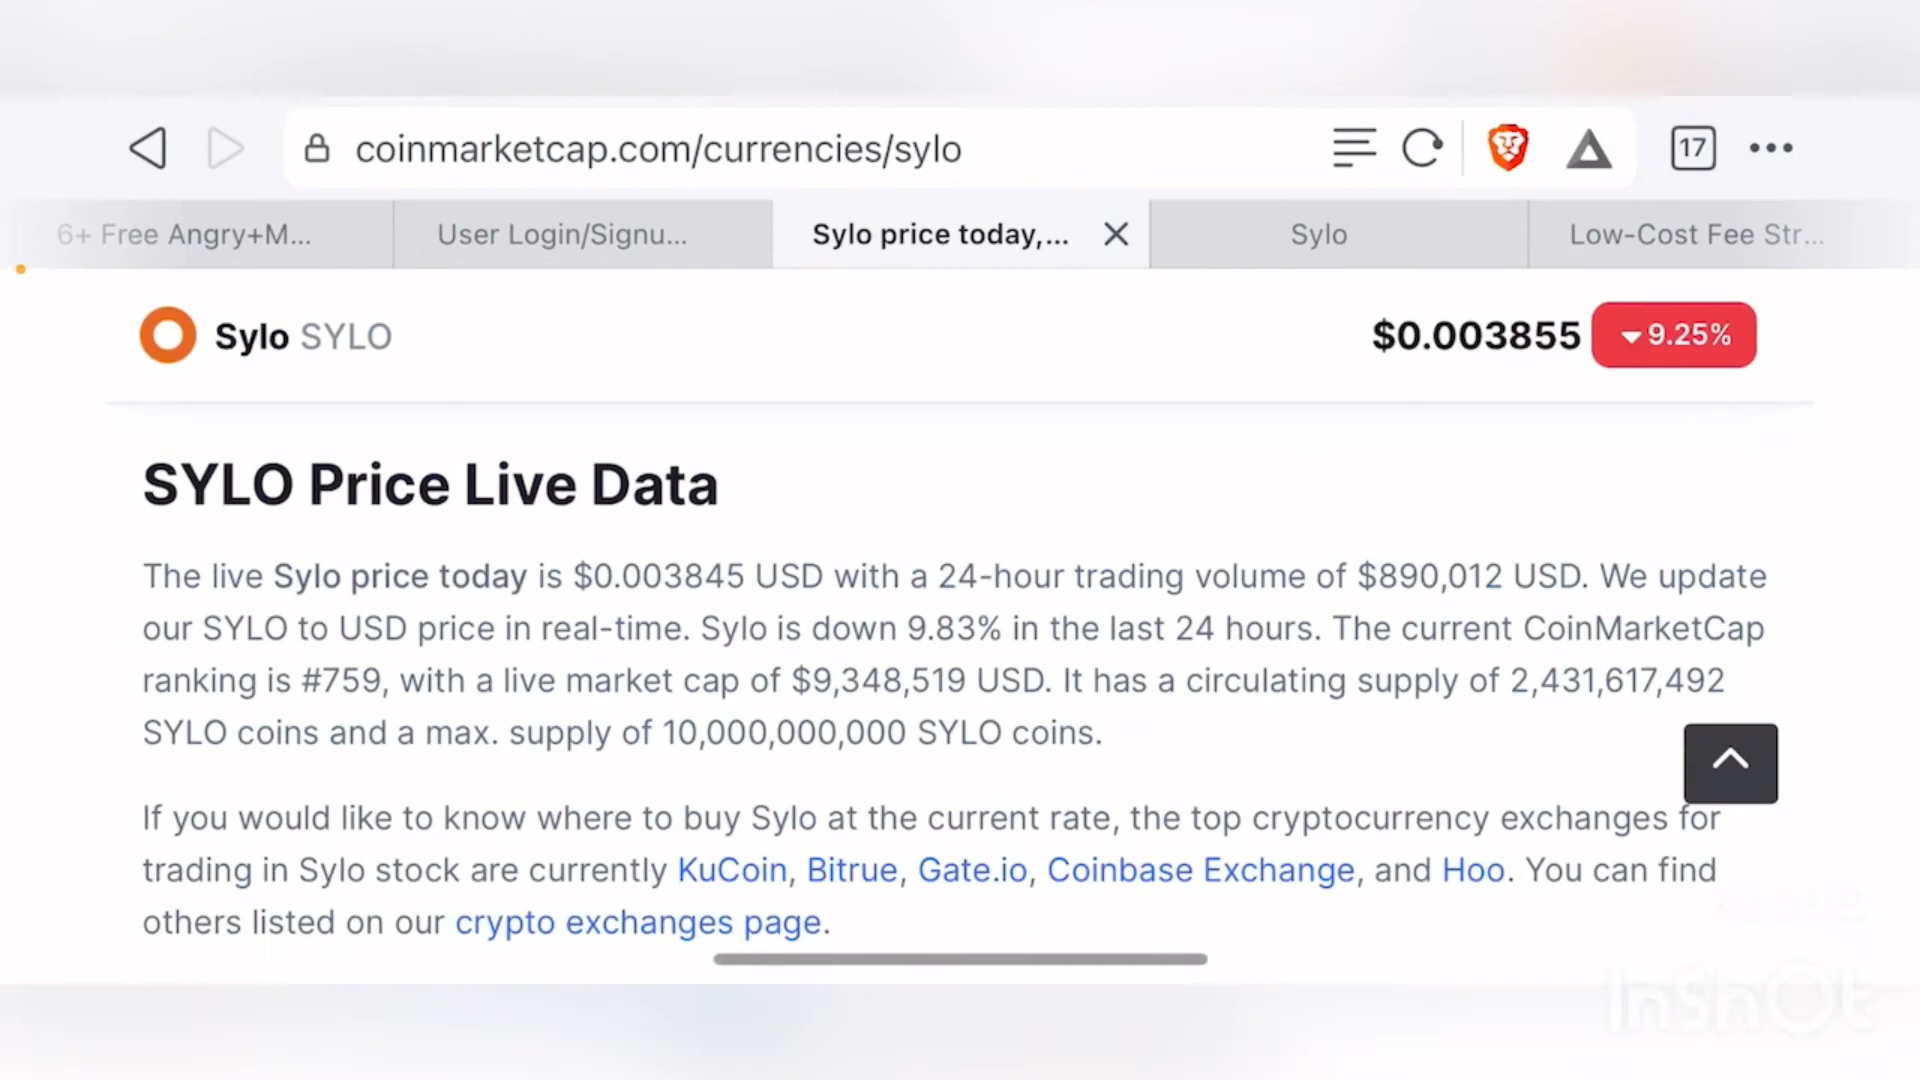 coinmarketcap.com/currencies/sylo
17
6+ Free Angry+M...
User Login/Signu...
Sylo price today,...
Sylo
Low-Cost Fee Str...
Sylo SYLO
$0.003855
9.25%
SYLO Price Live Data
The live Sylo price today is $0.003845 USD with a 24-hour trading volume of $890,012 USD. We update
our SYLO to USD price in real-time. Sylo is down 9.83% in the last 24 hours. The current CoinMarketCap
ranking is #759, with a live market cap of $9,348,519 USD. It has a circulating supply of 2,431,617,492
SYLO coins and a max. supply of 10,000,000,000 SYLO coins.
If you would like to know where to buy Sylo at the current rate, the top cryptocurrency exchanges for
trading in Sylo stock are currently KuCoin, Bitrue, Gate.io, Coinbase Exchange, and Hoo. You can find
others listed on our crypto exchanges page.
InShOt